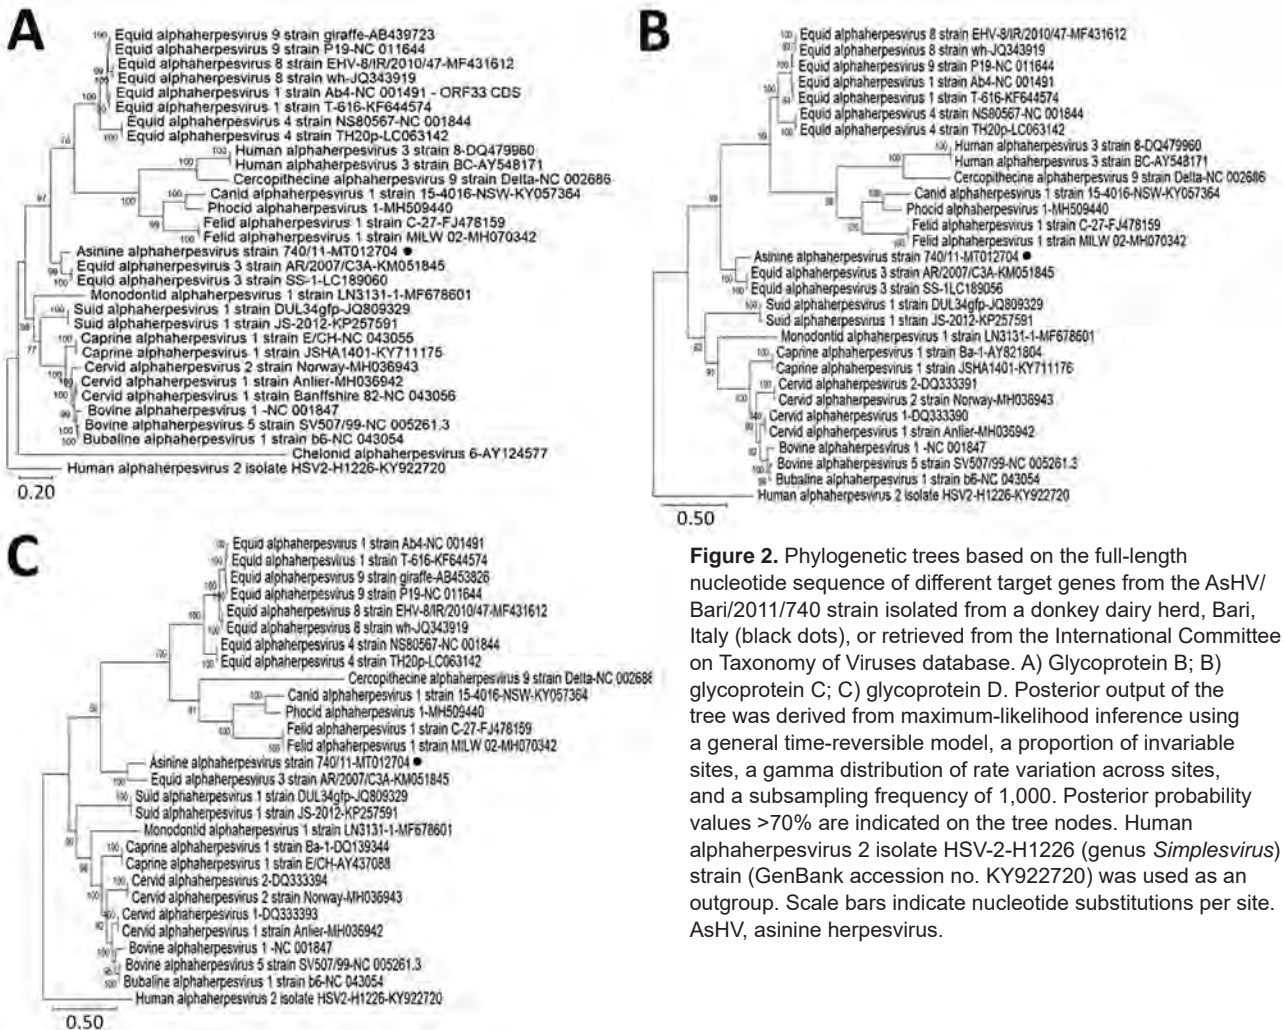 A
Equid alphaherpesvirus 9 strain giraffe-AB439723
Equid alphaherpesvirus 9 strain P19-NC 011644
Equid alphaherpesvirus 8 strain EHV-8/IR/2010/47-MF431612
Equid alphaherpesvirus 8 strain wh-JQ343919
Equid alphaherpesvirus 1 strain Ab4-NC 001491 - ORF33 CDS
Equid alphaherpesvirus 1 strain T-616-KF644574
Equid alphaherpesvirus 4 strain NS80567-NC 001844
Equid alphaherpesvirus 4 strain TH20p-LC063142
Human alphaherpesvirus 3 strain 8-DQ479960
Human alphaherpesvirus 3 strain BC-AY548171
Cercopithecine alphaherpesvirus 9 strain Delta-NC 002686
Canid alphaherpesvirus 1 strain 15-4016-NSW-KY057364
Phocid alphaherpesvirus 1-MH509440
Felid alphaherpesvirus 1 strain C-27-FJ478159
Felid alphaherpesvirus 1 strain MILW 02-MH070342
Asinine alphaherpesvirus strain 740/11-MT012704
Equid alphaherpesvirus 3 strain AR/2007/C3A-KM051845
Equid alphaherpesvirus 3 strain SS-1-LC189060
Monodontid alphaherpesvirus 1 strain LN3131-1-MF678601
Suid alphaherpesvirus 1 strain DUL34gfp-JQ809329
Suid alphaherpesvirus 1 strain JS-2012-KP257591
Caprine alphaherpesvirus 1 strain E/CH-NC 043055
Caprine alphaherpesvirus 1 strain JSHA1401-KY711175
Cervid alphaherpesvirus 2 strain Norway-MH036943
Cervid alphaherpesvirus 1 strain Anlier-MH036942
Cervid alphaherpesvirus 1 strain Banffshire 82-NC 043056
Bovine alphaherpesvirus 1 -NC 001847
Bovine alphaherpesvirus 5 strain SV507/99-NC 005261.3
Bubaline alphaherpesvirus 1 strain b6-NC 043054
Chelonid alphaherpesvirus 6-AY124577
Human alphaherpesvirus 2 isolate HSV2-H1226-KY922720
0.20
B
Equid alphaherpesvirus 8 strain EHV-8/IR/2010/47-MF431612
Equid alphaherpesvirus 8 strain wh-JQ343919
Equid alphaherpesvirus 9 strain P19-NC 011644
Equid alphaherpesvirus 1 strain Ab4-NC 001491
Equid alphaherpesvirus 1 strain T-616-KF644574
Equid alphaherpesvirus 4 strain NS80567-NC 001844
Equid alphaherpesvirus 4 strain TH20p-LC063142
Human alphaherpesvirus 3 strain 8-DQ479960
Human alphaherpesvirus 3 strain BC-AY548171
Cercopithecine alphaherpesvirus 9 strain Delta-NC 002686
Canid alphaherpesvirus 1 strain 15-4016-NSW-KY057364
Phocid alphaherpesvirus 1-MH509440
Felid alphaherpesvirus 1 strain C-27-FJ478159
Felid alphaherpesvirus 1 strain MILW 02-MH070342
Asinine alphaherpesvirus strain 740/11-MT012704
Equid alphaherpesvirus 3 strain AR/2007/C3A-KM051845
Equid alphaherpesvirus 3 strain SS-1LC189056
Suid alphaherpesvirus 1 strain DUL34gfp-JQ809329
Suid alphaherpesvirus 1 strain JS-2012-KP257591
Monodontid alphaherpesvirus 1 strain LN3131-1-MF678601
Caprine alphaherpesvirus 1 strain Ba-1-AY821804
Caprine alphaherpesvirus 1 strain JSHA1401-KY711176
Cervid alphaherpesvirus 2-DQ333391
Cervid alphaherpesvirus 2 strain Norway-MH036943
Cervid alphaherpesvirus 1-DQ333390
Cervid alphaherpesvirus 1 strain Anlier-MH036942
Bovine alphaherpesvirus 1 -NC 001847
Bovine alphaherpesvirus 5 strain SV507/99-NC 005261.3
Bubaline alphaherpesvirus 1 strain b6-NC 043054
Human alphaherpesvirus 2 isolate HSV2-H1226-KY922720
0.50
C
Equid alphaherpesvirus 1 strain Ab4-NC 001491
Equid alphaherpesvirus 1 strain T-616-KF644574
Equid alphaherpesvirus 9 strain giraffe-AB453826
Equid alphaherpesvirus 9 strain P19-NC 011644
Equid alphaherpesvirus 8 strain EHV-8/IR/2010/47-MF431612
Equid alphaherpesvirus 8 strain wh-JQ343919
Equid alphaherpesvirus 4 strain NS80567-NC 001844
Equid alphaherpesvirus 4 strain TH20p-LC063142
Cercopithecine alphaherpesvirus 9 strain Delta-NC 002686
Canid alphaherpesvirus 1 strain 15-4016-NSW-KY057364
Phocid alphaherpesvirus 1-MH509440
Felid alphaherpesvirus 1 strain C-27-FJ478159
Felid alphaherpesvirus 1 strain MILW 02-MH070342
Asinine alphaherpesvirus strain 740/11-MT012704
Equid alphaherpesvirus 3 strain AR/2007/C3A-KM051845
Suid alphaherpesvirus 1 strain DUL34gfp-JQ809329
Suid alphaherpesvirus 1 strain JS-2012-KP257591
Monodontid alphaherpesvirus 1 strain LN3131-1-MF678601
Caprine alphaherpesvirus 1 strain Ba-1-DQ139344
Caprine alphaherpesvirus 1 strain E/CH-AY437088
Cervid alphaherpesvirus 2-DQ333394
Cervid alphaherpesvirus 2 strain Norway-MH036943
Cervid alphaherpesvirus 1-DQ333393
Cervid alphaherpesvirus 1 strain Anlier-MH036942
Bovine alphaherpesvirus 1 -NC 001847
Bovine alphaherpesvirus 5 strain SV507/99-NC 005261.3
Bubaline alphaherpesvirus 1 strain b6-NC 043054
Human alphaherpesvirus 2 isolate HSV2-H1226-KY922720
0.50
Figure 2. Phylogenetic trees based on the full-length
nucleotide sequence of different target genes from the AsHV/
Bari/2011/740 strain isolated from a donkey dairy herd, Bari,
Italy (black dots), or retrieved from the International Committee
on Taxonomy of Viruses database. A) Glycoprotein B; B)
glycoprotein C; C) glycoprotein D. Posterior output of the
tree was derived from maximum-likelihood inference using
a general time-reversible model, a proportion of invariable
sites, a gamma distribution of rate variation across sites,
and a subsampling frequency of 1,000. Posterior probability
values >70% are indicated on the tree nodes. Human
alphaherpesvirus 2 isolate HSV-2-H1226 (genus Simplesvirus)
strain (GenBank accession no. KY922720) was used as an
outgroup. Scale bars indicate nucleotide substitutions per site.
AsHV, asinine herpesvirus.